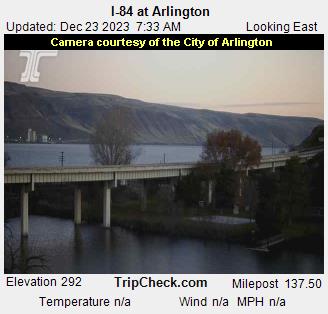 I-84 at Arlington
Updated: Dec 23 2023 7:33 AM Looking East
Camera courtesy of the City of Arlington
Elevation 292 TripCheck.com Milepost 137.50
Temperature n/a Wind n/a MPH n/a